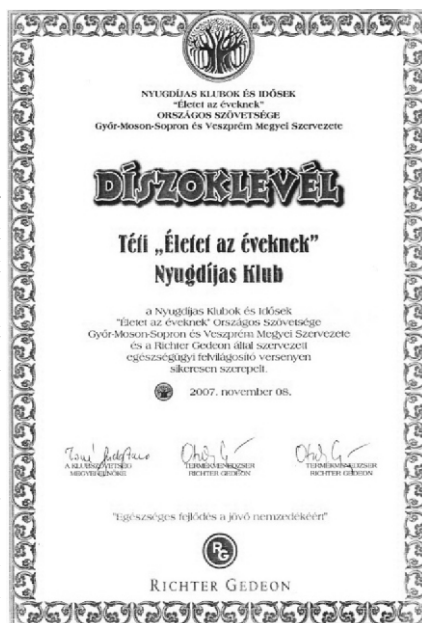 NYUGDÍJAS KLUBOK ÉS IDŐSEK
"Életet az éveknek"
ORSZÁGOS SZÖVETSÉGE
Győr-Moson-Sopron és Veszprém Megyei Szervezete
DÍSZOKLEVÉL
Téti „Életet az éveknek”
Nyugdíjas Klub
a Nyugdíjas Klubok és Idősek
"Életet az éveknek" Országos Szövetsége
Győr-Moson-Sopron és Veszprém Megyei Szervezete
és a Richter Gedeon által szervezett
egészségügyi felvilágosító versenyen
sikeresen szerepelt.
2007. november 08.
A KLUBSZÖVETSÉG TERMÉKMENEDZSER TERMÉKMENEDZSER
MEGYEI ELNÖKE RICHTER GEDEON RICHTER GEDEON
"Egészséges fejlődés a jövő nemzedékéért"
RG
RICHTER GEDEON